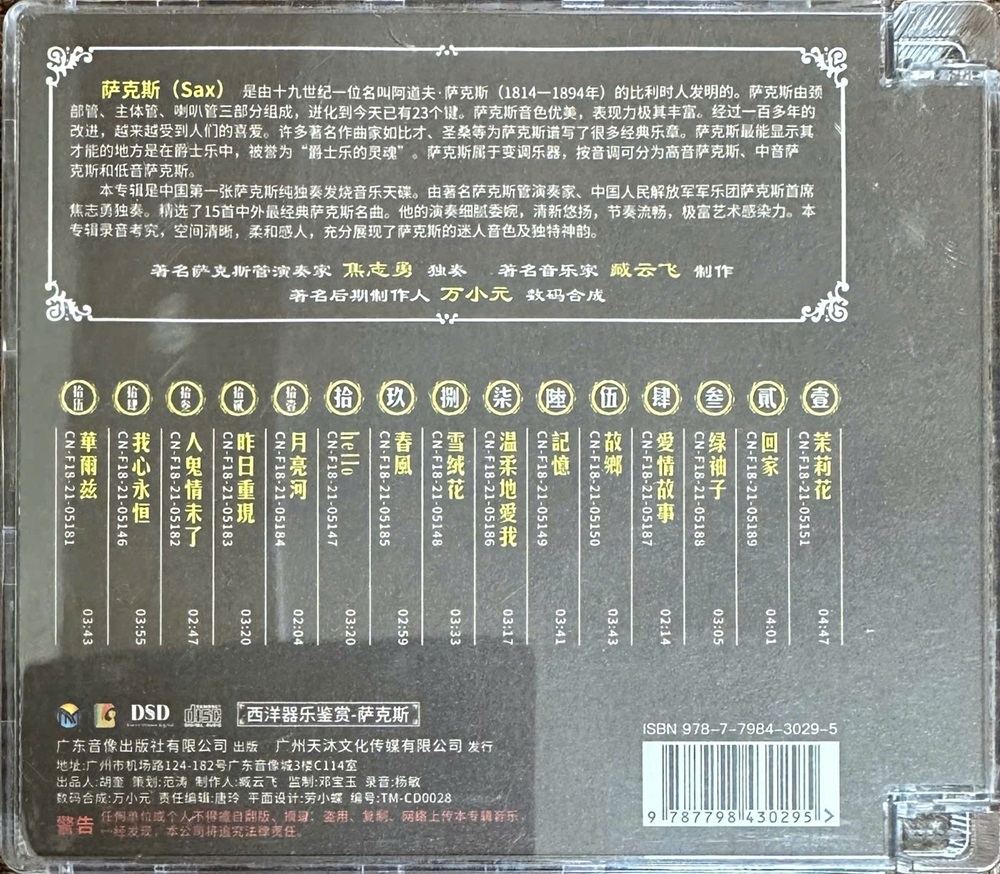 萨克斯（Sax） 是由十九世纪一位名叫阿道夫·萨克斯（1814—1894年）的比利时人发明的。萨克斯由颈
部管、主体管、喇叭管三部分组成，进化到今天已有23个键。萨克斯音色优美，表现力极其丰富。经过一百多年的
改进，越来越受到人们的喜爱。许多著名作曲家如比才、圣桑等为萨克斯谱写了很多经典乐章。萨克斯最能显示其
才能的地方是在爵士乐中，被誉为“爵士乐的灵魂”。萨克斯属于变调乐器，按音调可分为高音萨克斯、中音萨
克斯和低音萨克斯。
本专辑是中国第一张萨克斯纯独奏发烧音乐天碟。由著名萨克斯管演奏家、中国人民解放军军乐团萨克斯首席
焦志勇独奏。精选了15首中外最经典萨克斯名曲。他的演奏细腻委婉，清新悠扬，节奏流畅，极富艺术感染力。本
专辑录音考究，空间清晰，柔和感人，充分展现了萨克斯的迷人音色及独特神韵。
著名萨克斯管演奏家 焦志勇 独奏 著名音乐家 臧云飞 制作
著名后期制作人 万小元 数码合成
壹 茉莉花 CN-F18-21-05151 04:47
貳 回家 CN-F18-21-05189 04:01
叁 绿袖子 CN-F18-21-05188 03:05
肆 愛情故事 CN-F18-21-05187 02:14
伍 故鄉 CN-F18-21-05150 03:43
陸 記憶 CN-F18-21-05149 03:41
柒 温柔地愛我 CN-F18-21-05186 03:17
捌 雪绒花 CN-F18-21-05148 03:33
玖 春風 CN-F18-21-05185 02:59
拾 hello CN-F18-21-05147 03:20
拾壹 月亮河 CN-F18-21-05184 02:04
拾貳 昨日重現 CN-F18-21-05183 03:20
拾叁 人鬼情未了 CN-F18-21-05182 02:47
拾肆 我心永恒 CN-F18-21-05146 03:55
拾伍 華爾兹 CN-F18-21-05181 03:43
DSD disc 西洋器乐鉴赏-萨克斯
广东音像出版社有限公司 出版 广州天沐文化传媒有限公司 发行
地址:广州市机场路124-182号广东音像城3楼C114室
出品人:胡奎 策划:范涛 制作人:臧云飞 监制:邓宝玉 录音:杨敏
数码合成:万小元 责任编辑:唐玲 平面设计:劳小蝶 编号:TM-CD0028
警告 任何单位或个人不得擅自翻版、摘録、盗用、复制、网络上传本专辑音乐，
一经发现，本公司将追究法律责任。
ISBN 978-7-7984-3029-5
9 787798 430295 >